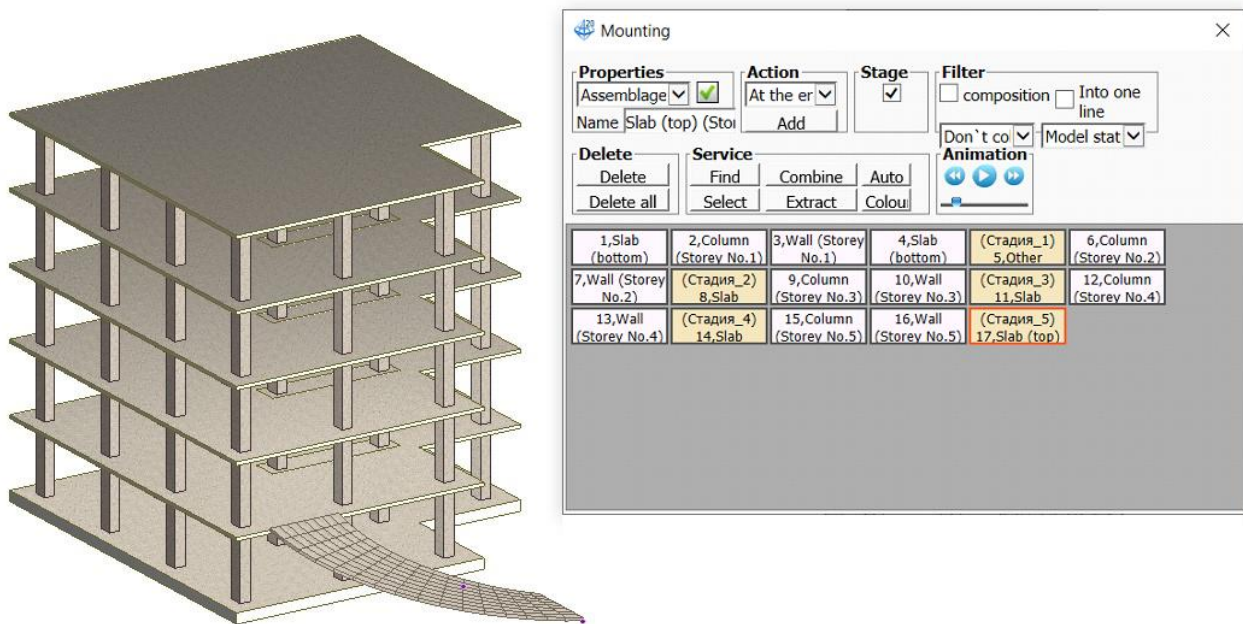 Mounting
Properties
Action
Stage
Filter
Assemblage
At the er
composition
Into one
line
Name Slab (top) (Stor
Add
Don`t co
Model stat
Delete
Service
Animation
Delete
Find
Combine
Auto
Delete all
Select
Extract
Colou
1,Slab
(bottom)
2,Column
(Storey No.1)
3,Wall (Storey
No.1)
4,Slab
(bottom)
(Стадия_1)
5,Other
6,Column
(Storey No.2)
7,Wall (Storey
No.2)
(Стадия_2)
8,Slab
9,Column
(Storey No.3)
10,Wall
(Storey No.3)
(Стадия_3)
11,Slab
12,Column
(Storey No.4)
13,Wall
(Storey No.4)
(Стадия_4)
14,Slab
15,Column
(Storey No.5)
16,Wall
(Storey No.5)
(Стадия_5)
17,Slab (top)